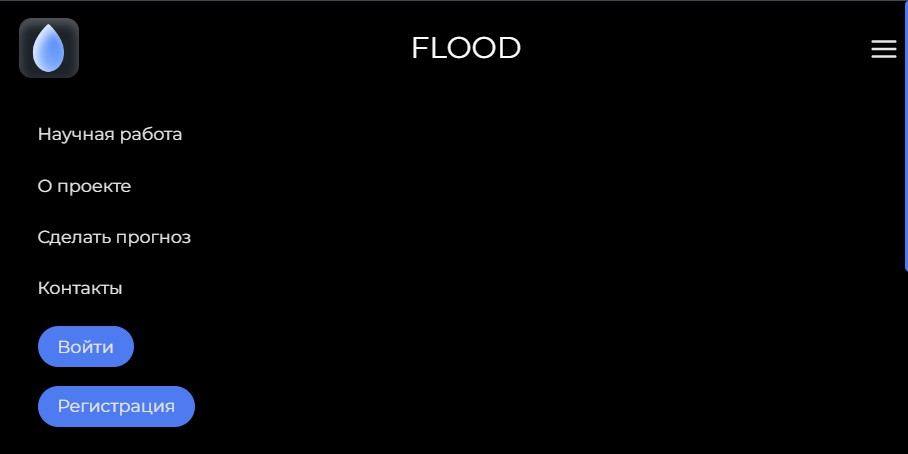 FLOOD
Научная работа
О проекте
Сделать прогноз
Контакты
Войти
Регистрация